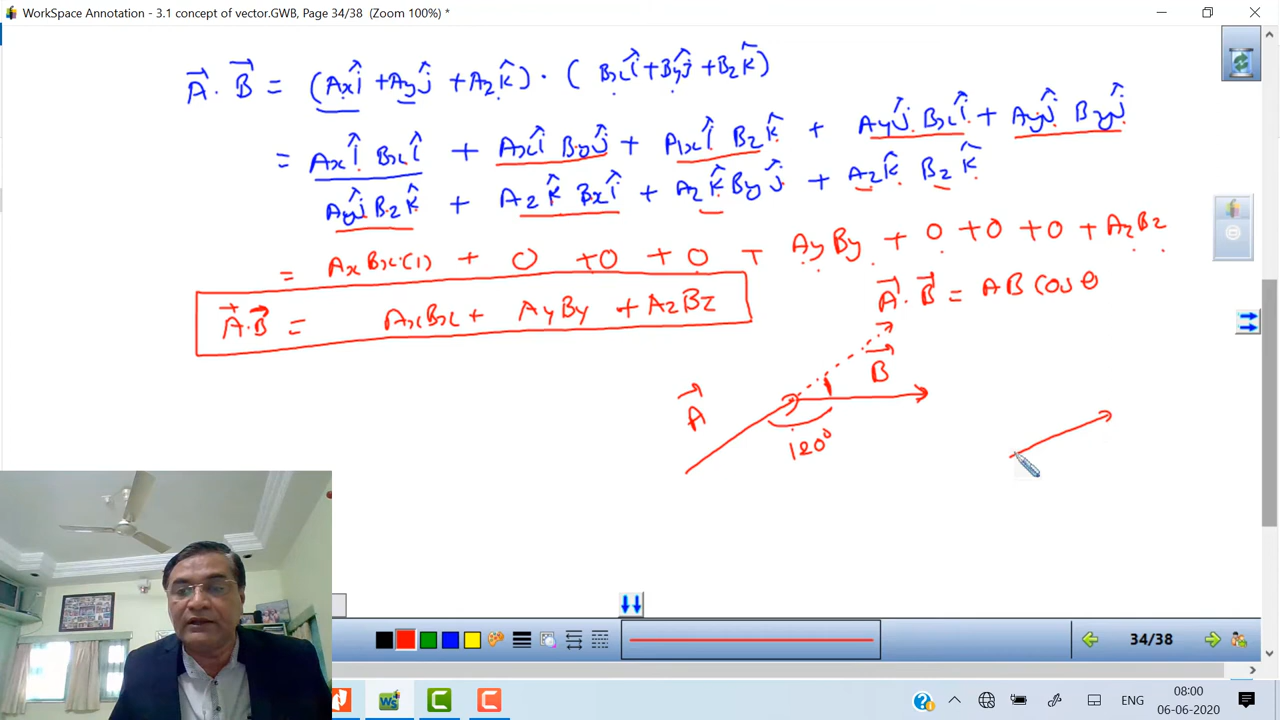 WorkSpace Annotation - 3.1 concept of vector.GWB, Page 34/38 (Zoom 100%) *
A⃗ . B⃗ = (Axî + Ayĵ + Azk̂) . (Bxî + Byĵ + Bzk̂)
= Axî Bxî + Axî Byĵ + Axî Bzk̂ + Ayĵ Bxî + Ayĵ Byĵ
Ayĵ Bzk̂ + Azk̂ Bxî + Azk̂ Byĵ + Azk̂ Bzk̂
= AxBx(1) + 0 + 0 + 0 + AyBy + 0 + 0 + 0 + AzBz
A⃗.B⃗ = AxBx + AyBy + AzBz
A⃗ . B⃗ = AB cos θ
B⃗
A⃗
120°
34/38
ENG
08:00
06-06-2020